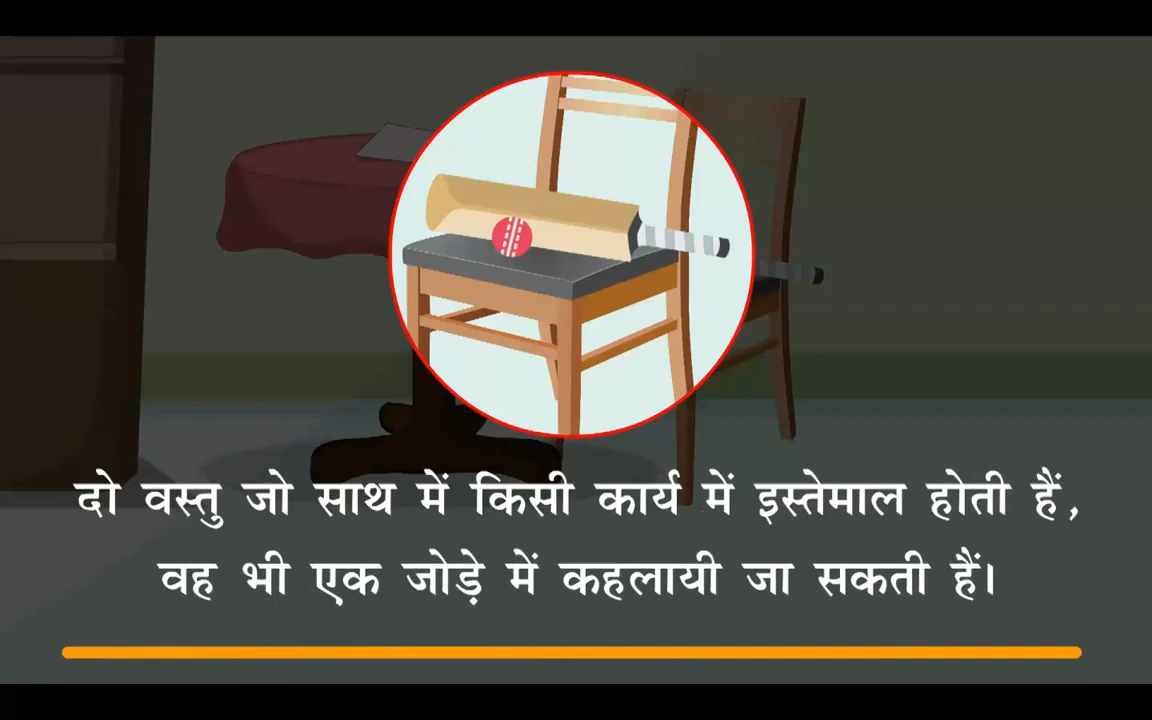 दो वस्तु जो साथ में किसी कार्य में इस्तेमाल होती हैं,
वह भी एक जोड़े में कहलायी जा सकती हैं।